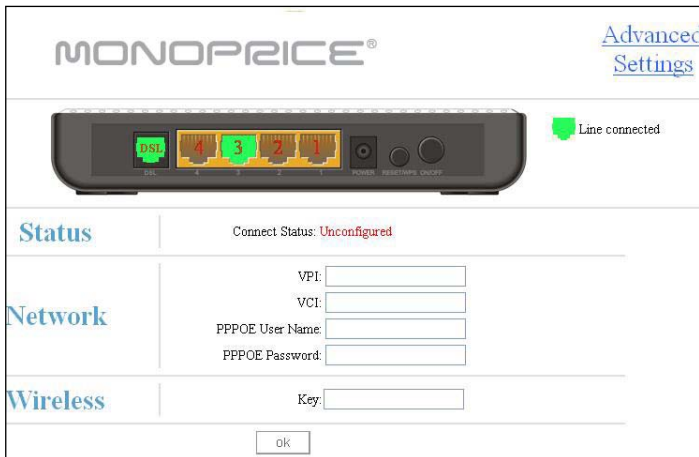 MONOPRICE®
Advanced
Settings
DSL 4 3 2 1
DSL 4 3 2 1 POWER RESET/WPS ON/OFF
Line connected
Status
Connect Status: Unconfigured
Network
VPI:
VCI:
PPPOE User Name:
PPPOE Password:
Wireless
Key:
ok